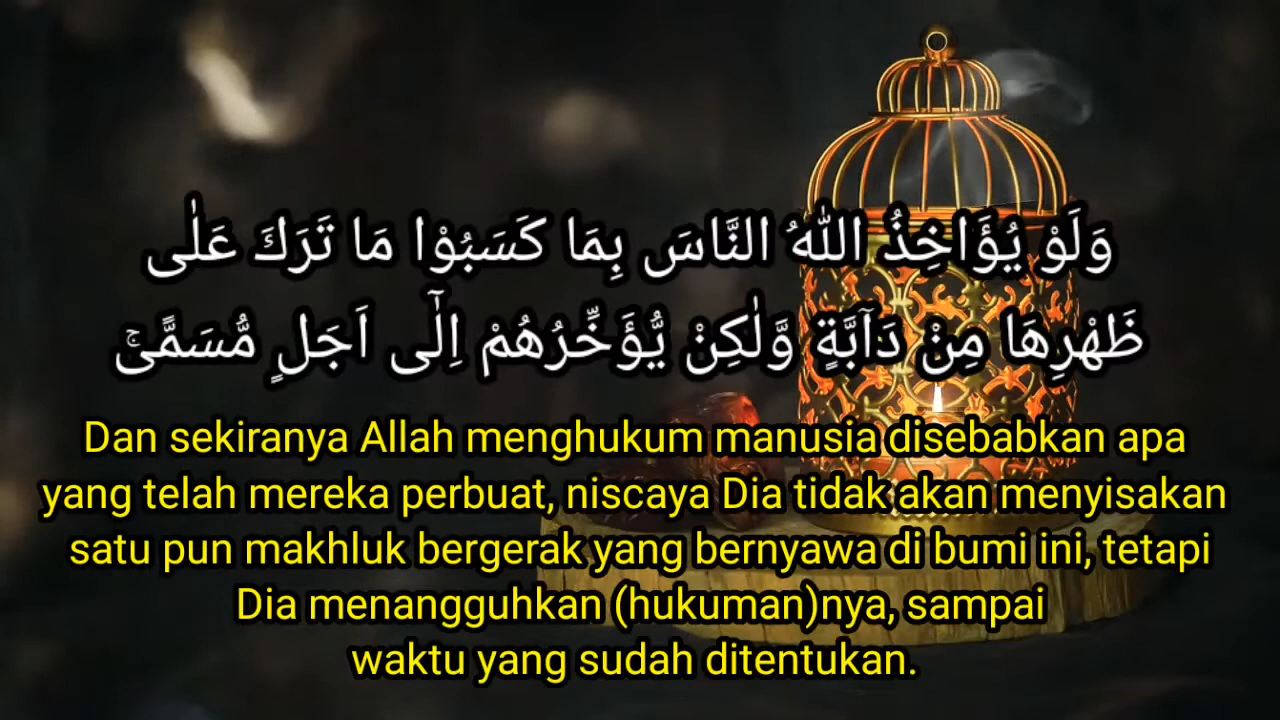 وَلَوْ يُؤَاخِذُ اللّٰهُ النَّاسَ بِمَا كَسَبُوْا مَا تَرَكَ عَلٰى
ظَهْرِهَا مِنْ دَاۤبَّةٍ وَّلٰكِنْ يُّؤَخِّرُهُمْ اِلٰٓى اَجَلٍ مُّسَمًّىۚ
Dan sekiranya Allah menghukum manusia disebabkan apa
yang telah mereka perbuat, niscaya Dia tidak akan menyisakan
satu pun makhluk bergerak yang bernyawa di bumi ini, tetapi
Dia menangguhkan (hukuman)nya, sampai
waktu yang sudah ditentukan.